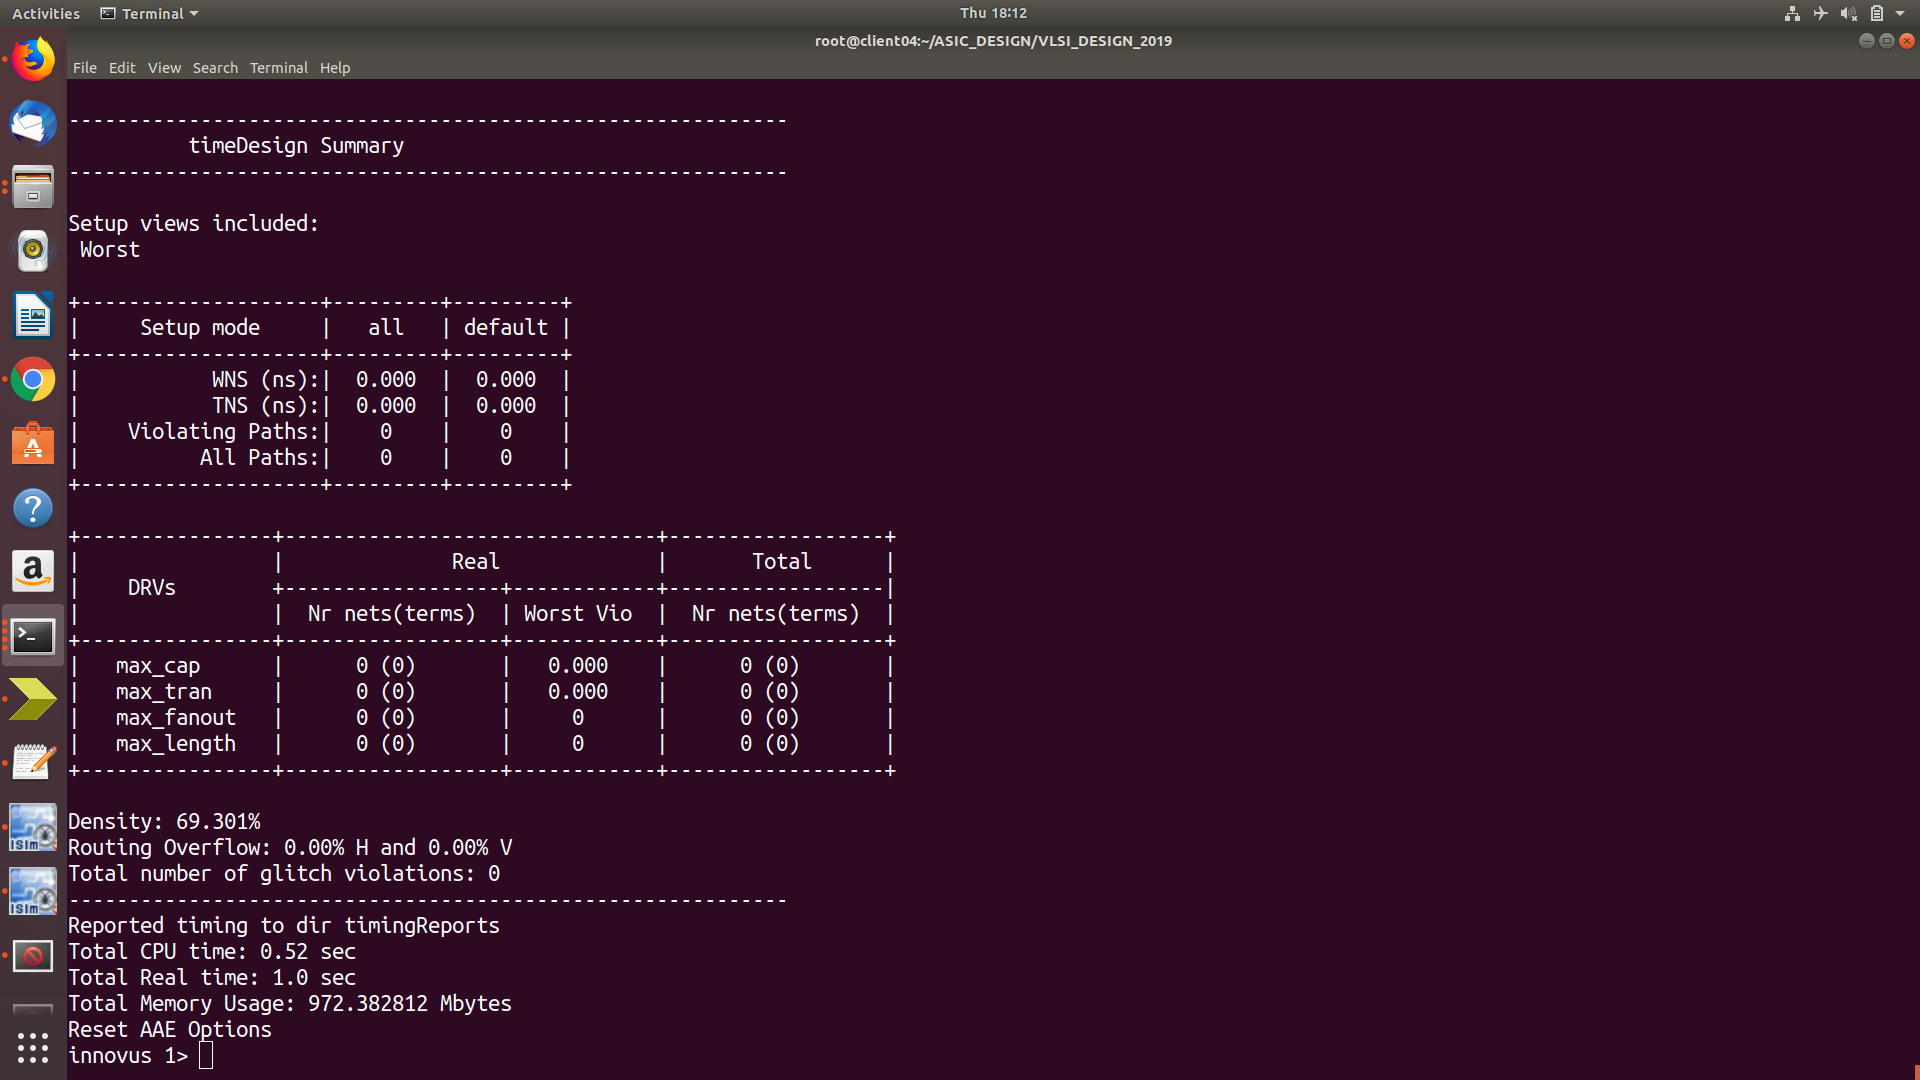 Activities Terminal Thu 18:12
root@client04:~/ASIC_DESIGN/VLSI_DESIGN_2019
File Edit View Search Terminal Help
------------------------------------------------------------
          timeDesign Summary
------------------------------------------------------------
Setup views included:
 Worst
+--------------------+---------+---------+
|     Setup mode     |   all   | default |
+--------------------+---------+---------+
|           WNS (ns):|  0.000  |  0.000  |
|           TNS (ns):|  0.000  |  0.000  |
|    Violating Paths:|    0    |    0    |
|          All Paths:|    0    |    0    |
+--------------------+---------+---------+
+----------------+-------------------------------+------------------+
|                |              Real             |       Total      |
|    DRVs        +------------------+------------+------------------|
|                |  Nr nets(terms)  | Worst Vio  |  Nr nets(terms)  |
+----------------+------------------+------------+------------------+
|   max_cap      |      0 (0)       |   0.000    |      0 (0)       |
|   max_tran     |      0 (0)       |   0.000    |      0 (0)       |
|   max_fanout   |      0 (0)       |     0      |      0 (0)       |
|   max_length   |      0 (0)       |     0      |      0 (0)       |
+----------------+------------------+------------+------------------+
Density: 69.301%
Routing Overflow: 0.00% H and 0.00% V
Total number of glitch violations: 0
------------------------------------------------------------
Reported timing to dir timingReports
Total CPU time: 0.52 sec
Total Real time: 1.0 sec
Total Memory Usage: 972.382812 Mbytes
Reset AAE Options
innovus 1>
ISim
ISim